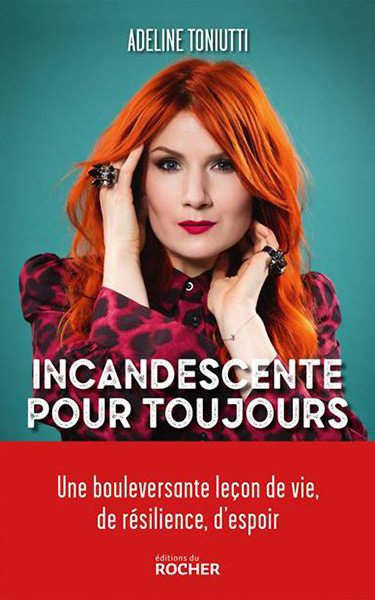 ADELINE TONIUTTI
INCANDESCENTE
POUR TOUJOURS
Une bouleversante leçon de vie,
de résilience, d'espoir
éditions du
ROCHER